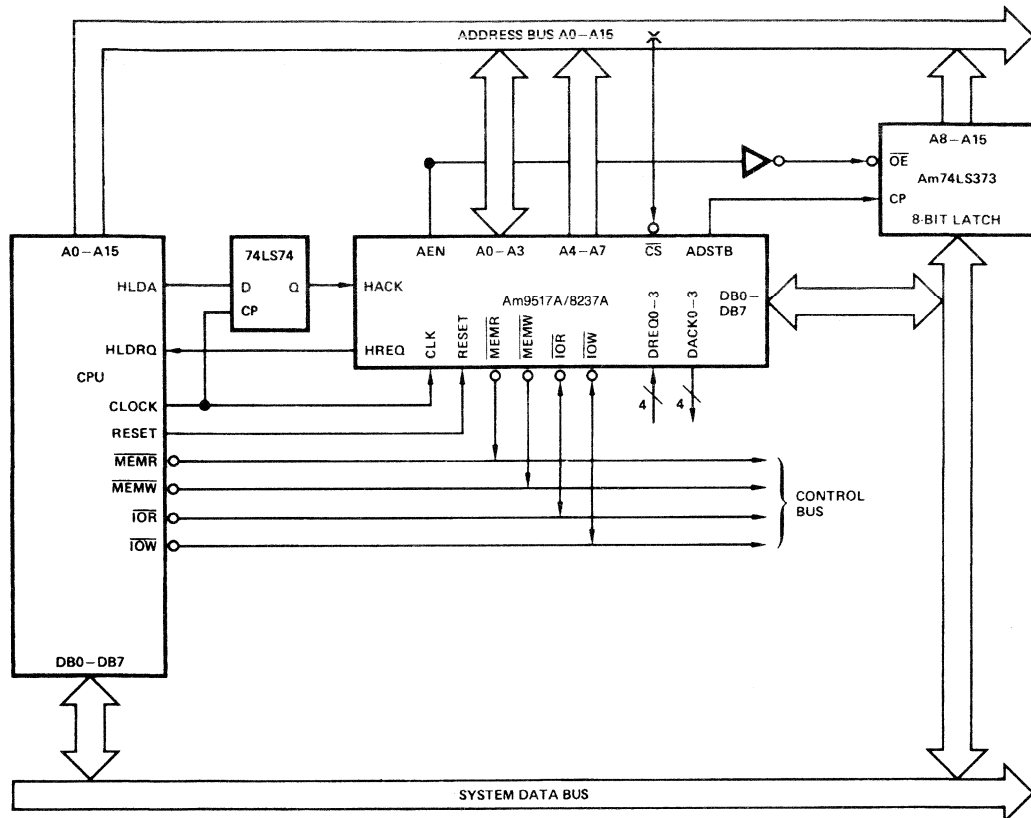 ADDRESS BUS A0–A15
A8–A15
OE
Am74LS373
CP
8-BIT LATCH
A0–A15
74LS74
AEN
A0–A3
A4–A7
CS
ADSTB
HLDA
D
Q
HACK
CP
Am9517A/8237A
DB0–
DB7
CLK
RESET
MEMR
MEMW
IOR
IOW
DREQ0–3
DACK0–3
HLDRQ
HREQ
CPU
CLOCK
4
4
RESET
MEMR
MEMW
IOR
IOW
CONTROL
BUS
DB0–DB7
SYSTEM DATA BUS